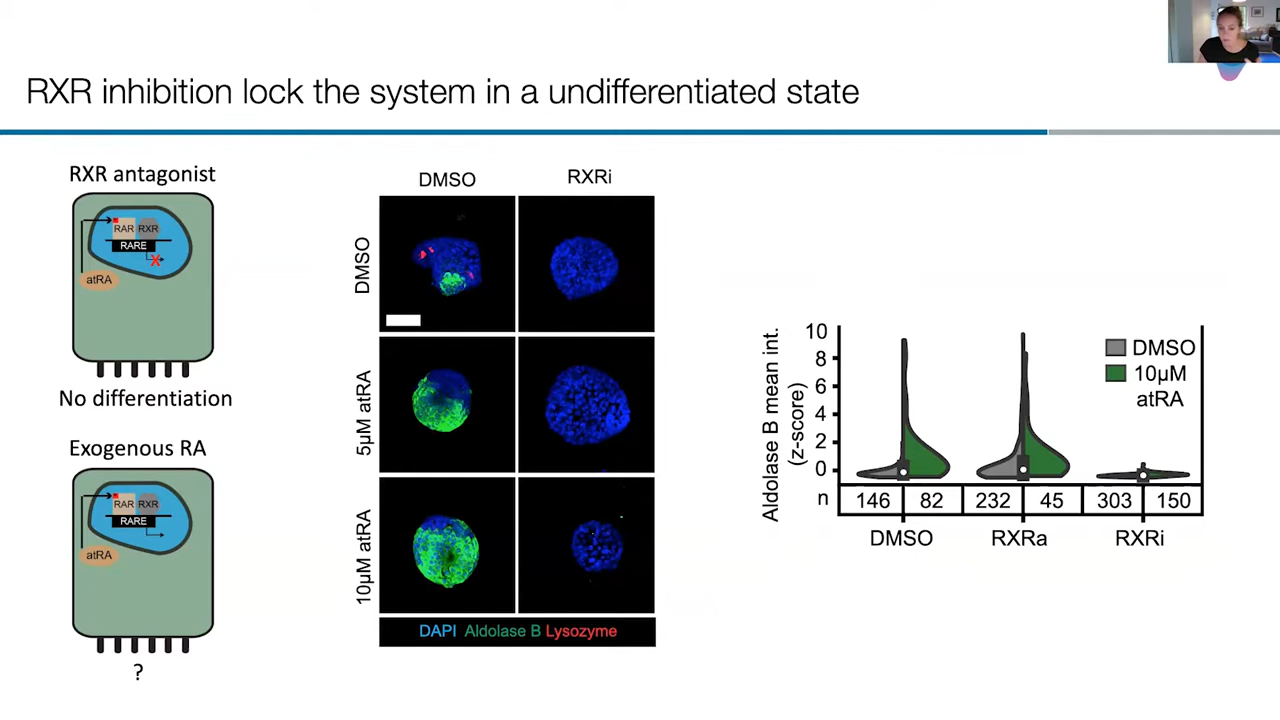 RXR inhibition lock the system in a undifferentiated state
RXR antagonist
RAR RXR
RARE
X
atRA
No differentiation
Exogenous RA
RAR RXR
RARE
atRA
?
DMSO RXRi
DMSO
5µM atRA
10µM atRA
DAPI Aldolase B Lysozyme
Aldolase B mean int.
(z-score)
10
8
6
4
2
0
DMSO
10µM
atRA
n 146 82 232 45 303 150
DMSO RXRa RXRi